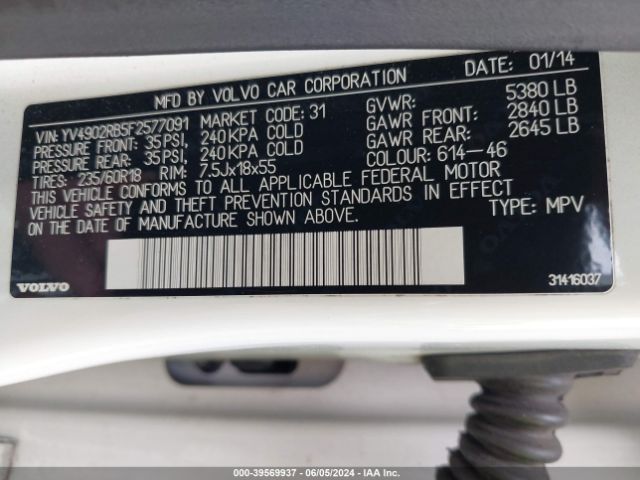 MFD BY VOLVO CAR CORPORATION DATE: 01/14
VIN: YV4902RB5F2577091 MARKET CODE: 31 GVWR: 5380 LB
PRESSURE FRONT: 35PSI, 240KPA COLD GAWR FRONT: 2840 LB
PRESSURE REAR: 35PSI, 240KPA COLD GAWR REAR: 2645 LB
TIRES: 235/60R18 RIM: 7.5Jx18x55 COLOUR: 614-46
THIS VEHICLE CONFORMS TO ALL APPLICABLE FEDERAL MOTOR
VEHICLE SAFETY AND THEFT PREVENTION STANDARDS IN EFFECT
ON THE DATE OF MANUFACTURE SHOWN ABOVE. TYPE: MPV
VOLVO 31416037
000-39569937 - 06/05/2024 - IAA Inc.